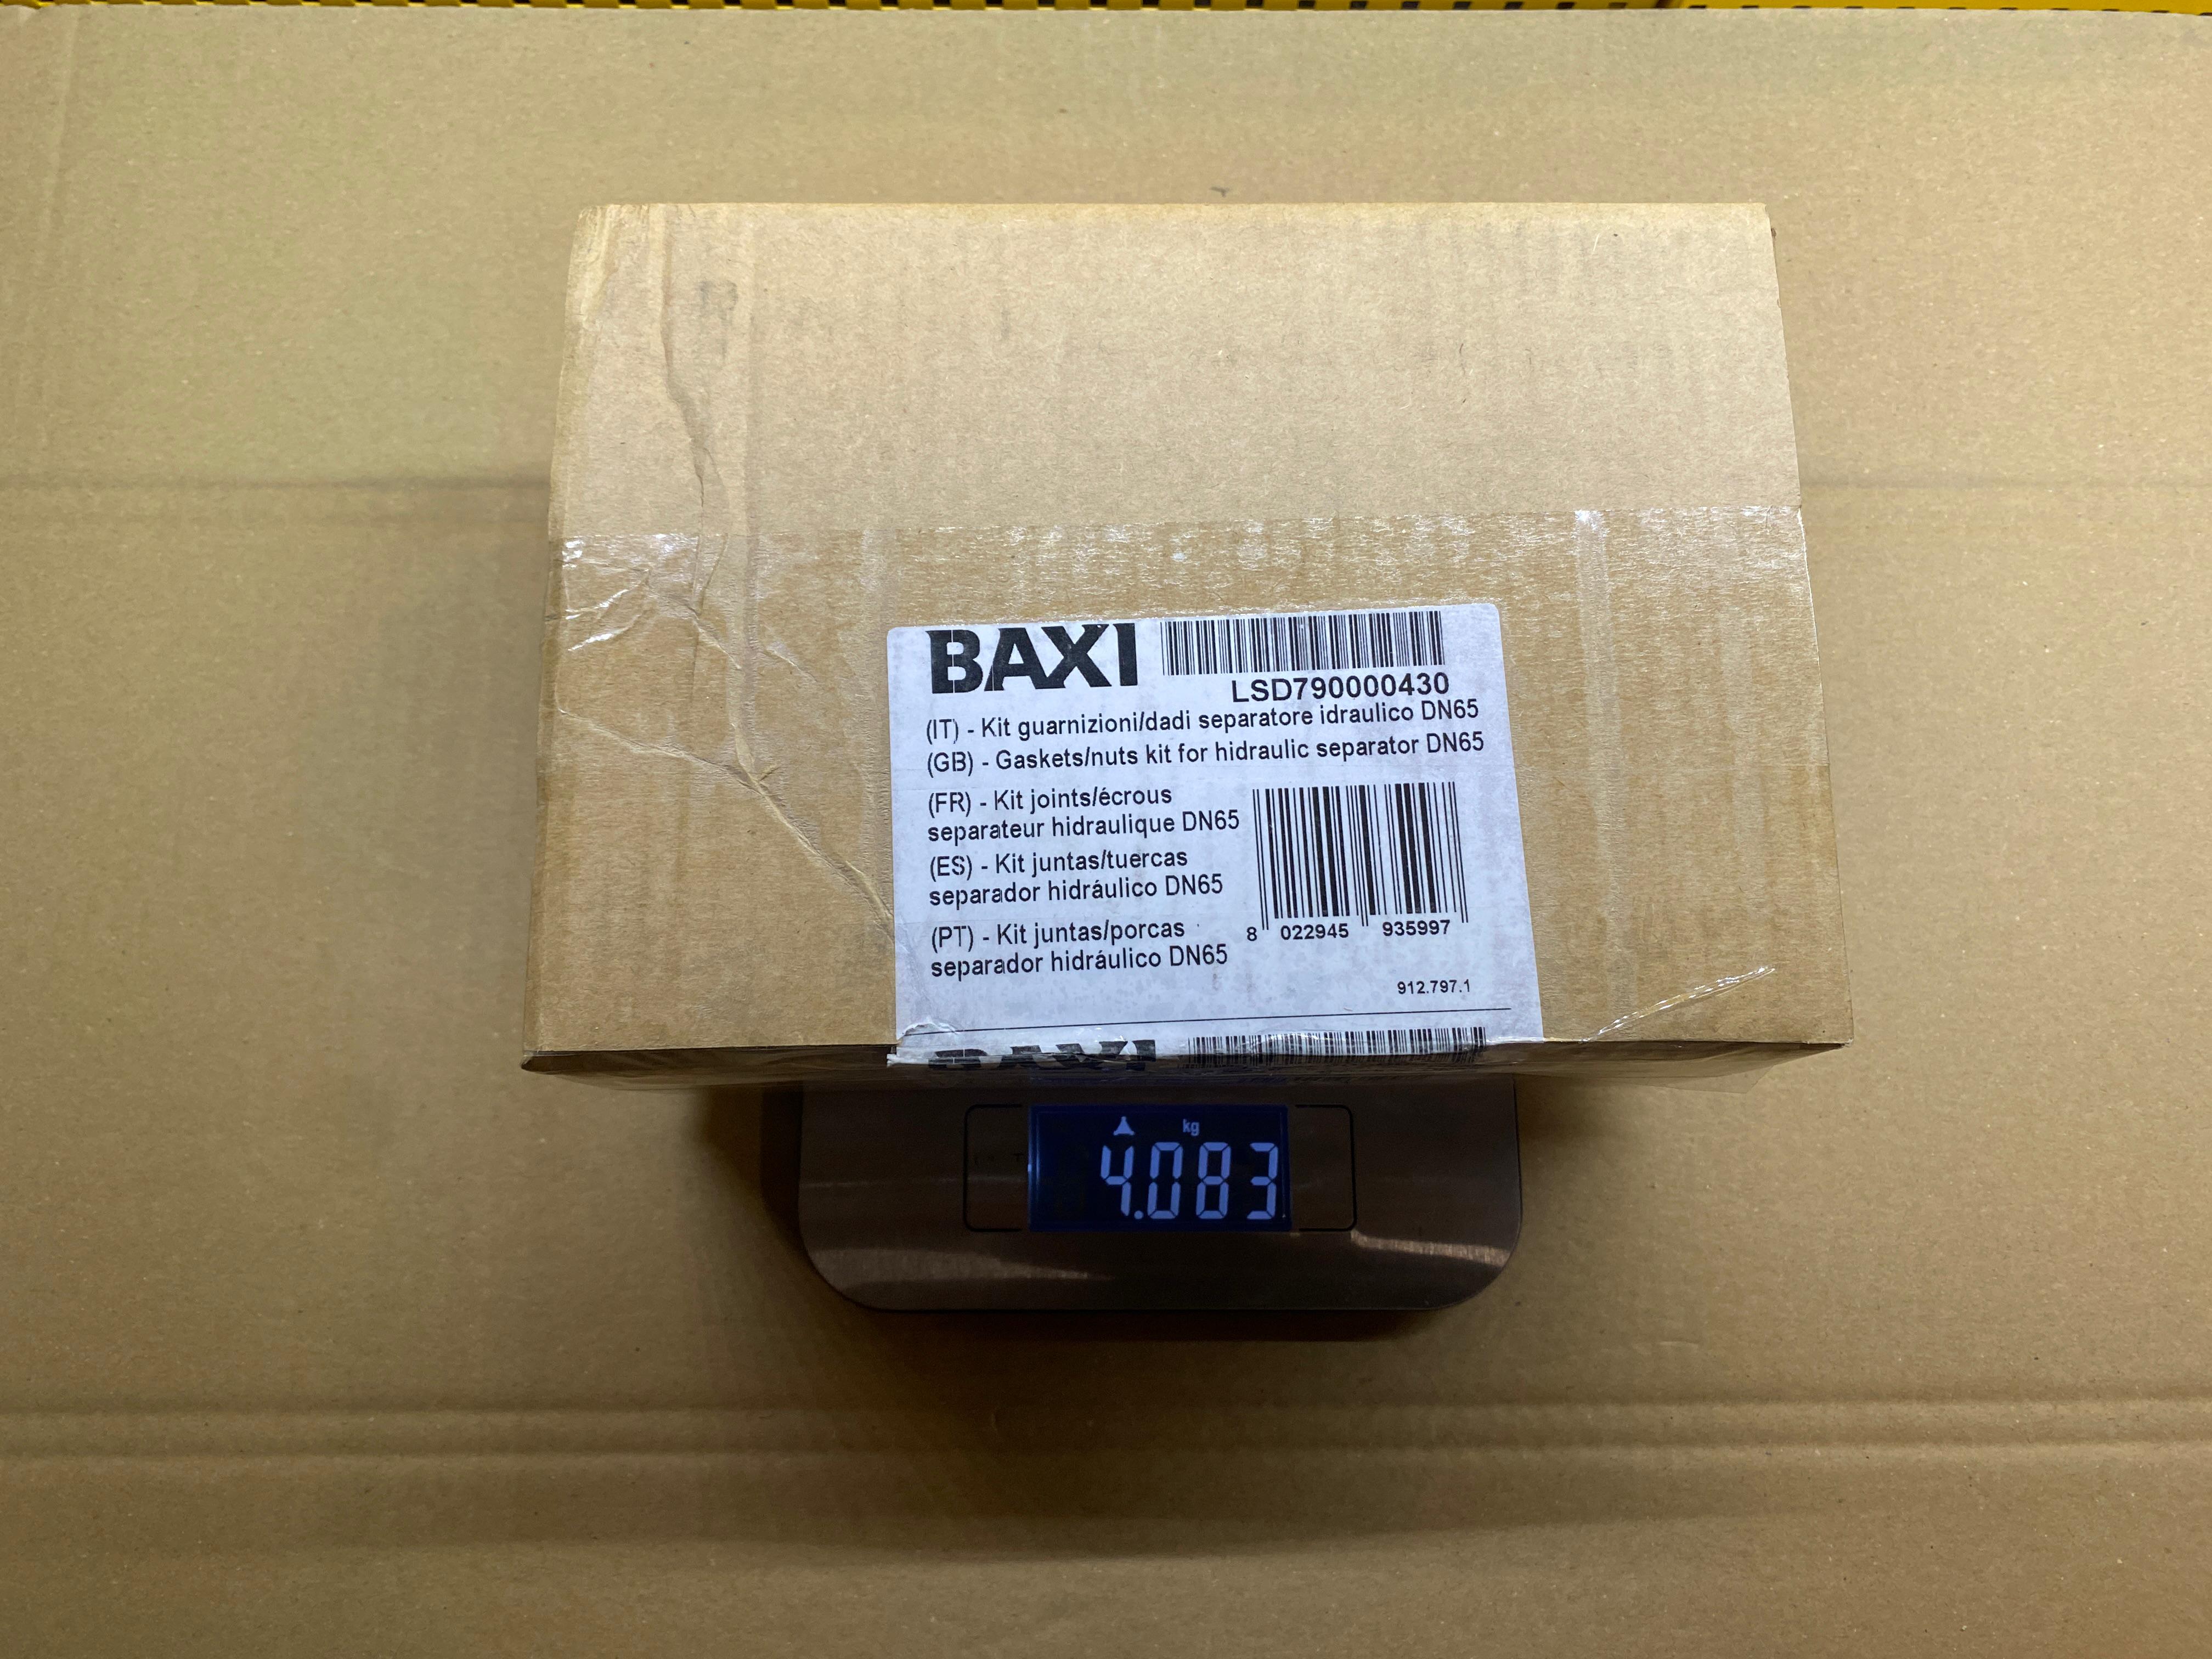 BAXI
LSD790000430
(IT) - Kit guarnizioni/dadi separatore idraulico DN65
(GB) - Gaskets/nuts kit for hidraulic separator DN65
(FR) - Kit joints/écrous
separateur hidraulique DN65
(ES) - Kit juntas/tuercas
separador hidráulico DN65
(PT) - Kit juntas/porcas
separador hidráulico DN65
8 022945 935997
912.797.1
BAXI
kg
4.083